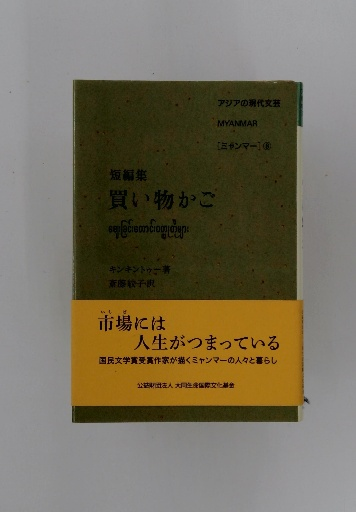 アジアの現代文芸
MYANMAR
[ミャンマー]⑧
短編集
買い物かご
キンキントゥー著
斎藤紋子訳
いちば
市場には
人生がつまっている
国民文学賞受賞作家が描くミャンマーの人々と暮らし
公益財団法人 大同生命国際文化基金